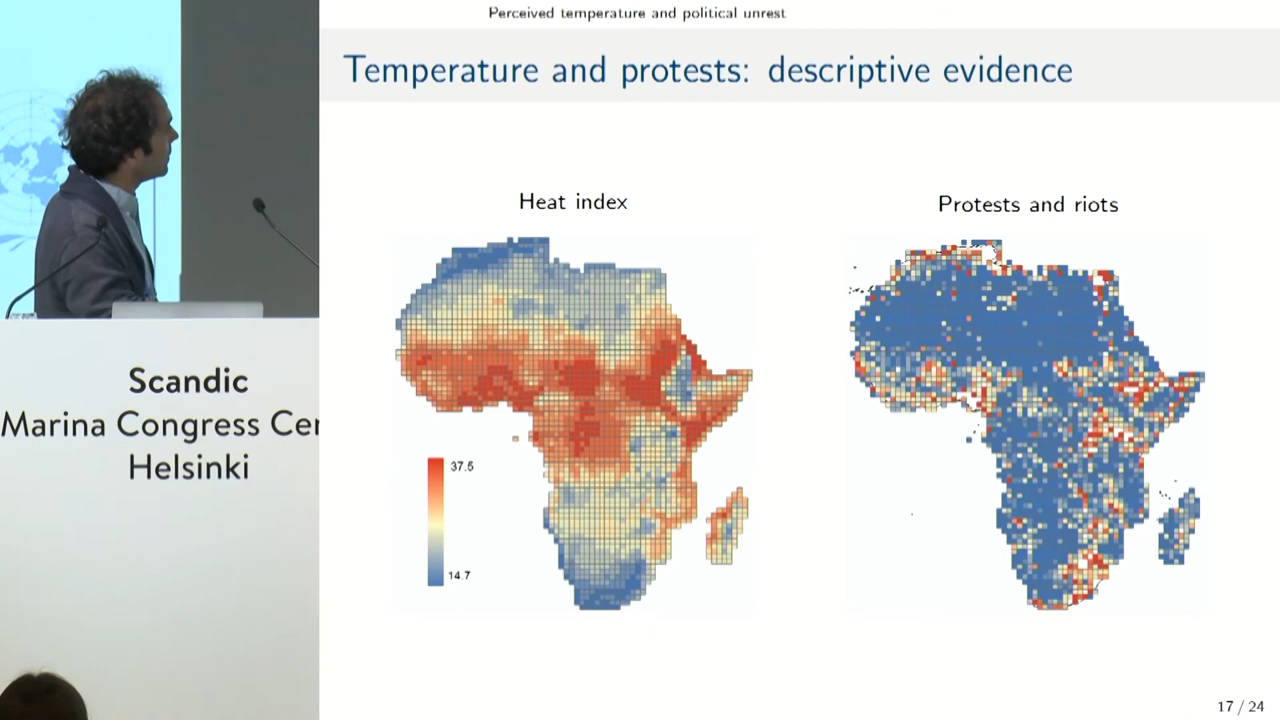 Perceived temperature and political unrest
Temperature and protests: descriptive evidence
Heat index
Protests and riots
37.5
14.7
Scandic
Marina Congress Cer
Helsinki
17 / 24